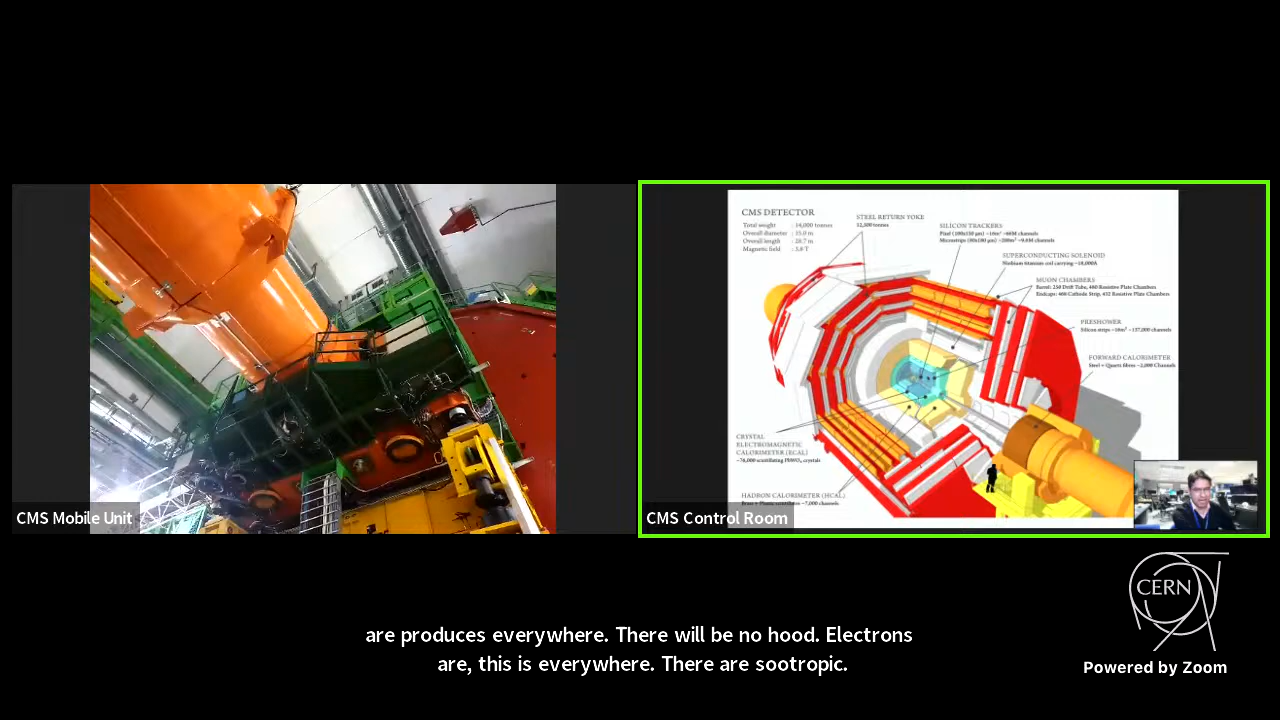 CMS DETECTOR
Total weight : 14,000 tonnes
Overall diameter : 15.0 m
Overall length : 28.7 m
Magnetic field : 3.8 T
STEEL RETURN YOKE
12,500 tonnes
SILICON TRACKERS
Pixel (100x150 μm) ~16m² ~66M channels
Microstrips (80x180 μm) ~200m² ~9.6M channels
SUPERCONDUCTING SOLENOID
Niobium titanium coil carrying ~18,000A
MUON CHAMBERS
Barrel: 250 Drift Tube, 480 Resistive Plate Chambers
Endcaps: 468 Cathode Strip, 432 Resistive Plate Chambers
PRESHOWER
Silicon strips ~16m² ~137,000 channels
FORWARD CALORIMETER
Steel + Quartz fibres ~2,000 Channels
CRYSTAL
ELECTROMAGNETIC
CALORIMETER (ECAL)
~76,000 scintillating PbWO₄ crystals
HADRON CALORIMETER (HCAL)
Brass + Plastic scintillator ~7,000 channels
CMS Mobile Unit
CMS Control Room
CERN
are produces everywhere. There will be no hood. Electrons
are, this is everywhere. There are sootropic.
Powered by Zoom